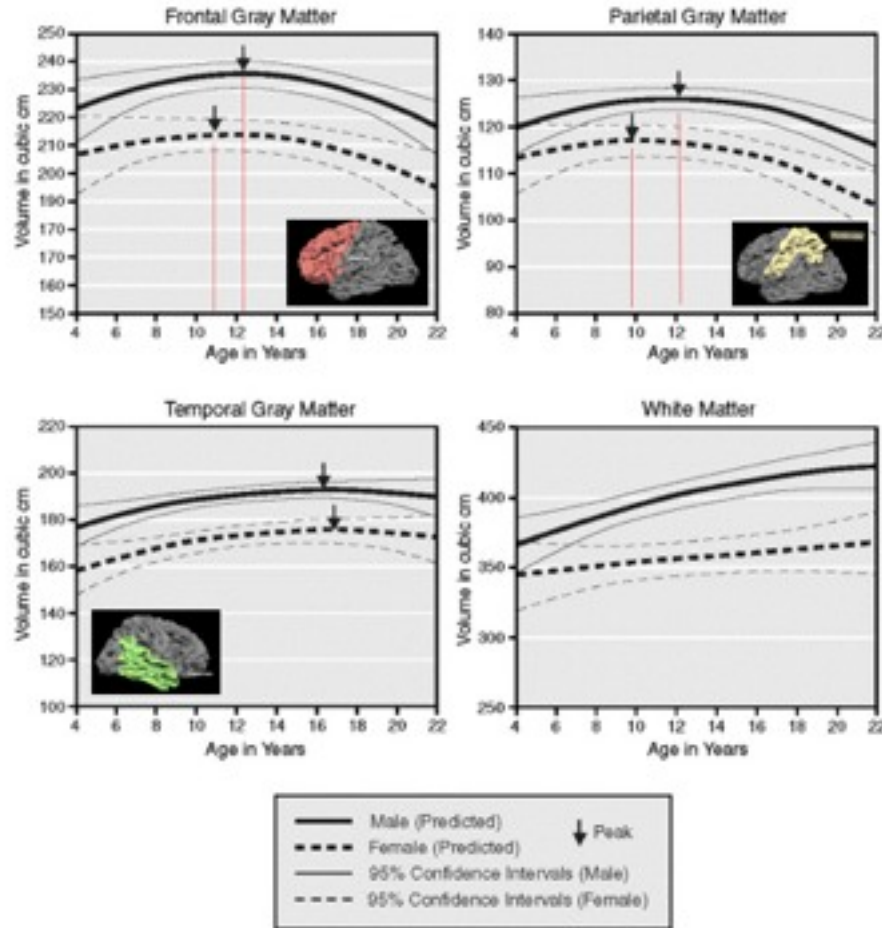 Frontal Gray Matter
250
240
230
220
210
200
190
180
170
160
150
Volume in cubic cm
4 6 8 10 12 14 16 18 20 22
Age in Years
Parietal Gray Matter
140
130
120
110
100
90
80
Volume in cubic cm
4 6 8 10 12 14 16 18 20 22
Age in Years
Temporal Gray Matter
220
200
180
160
140
120
100
Volume in cubic cm
4 6 8 10 12 14 16 18 20 22
Age in Years
White Matter
450
400
350
300
250
Volume in cubic cm
4 6 8 10 12 14 16 18 20 22
Age in Years
Male (Predicted)
Peak
Female (Predicted)
95% Confidence Intervals (Male)
95% Confidence Intervals (Female)